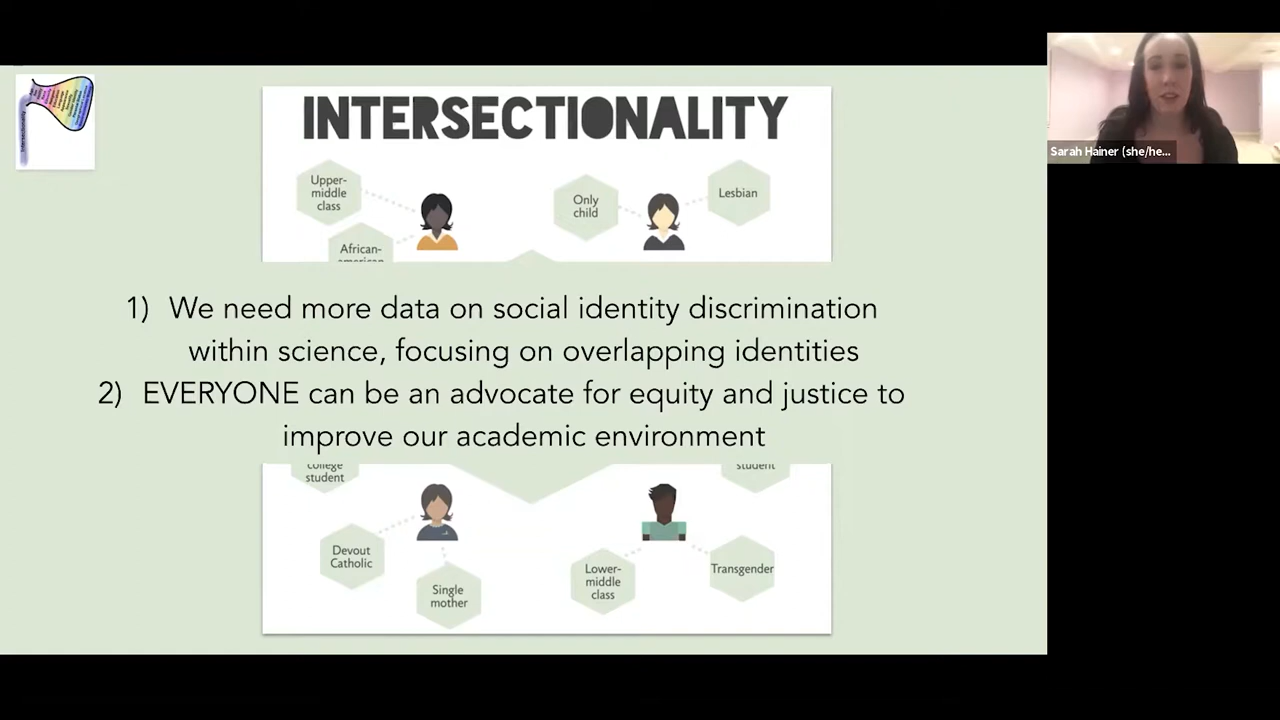 INTERSECTIONALITY
Upper-
middle
class
African-
american
Only
child
Lesbian
1) We need more data on social identity discrimination
within science, focusing on overlapping identities
2) EVERYONE can be an advocate for equity and justice to
improve our academic environment
college
student
student
Devout
Catholic
Single
mother
Lower-
middle
class
Transgender
Sarah Hainer (she/he...
Intersectionality